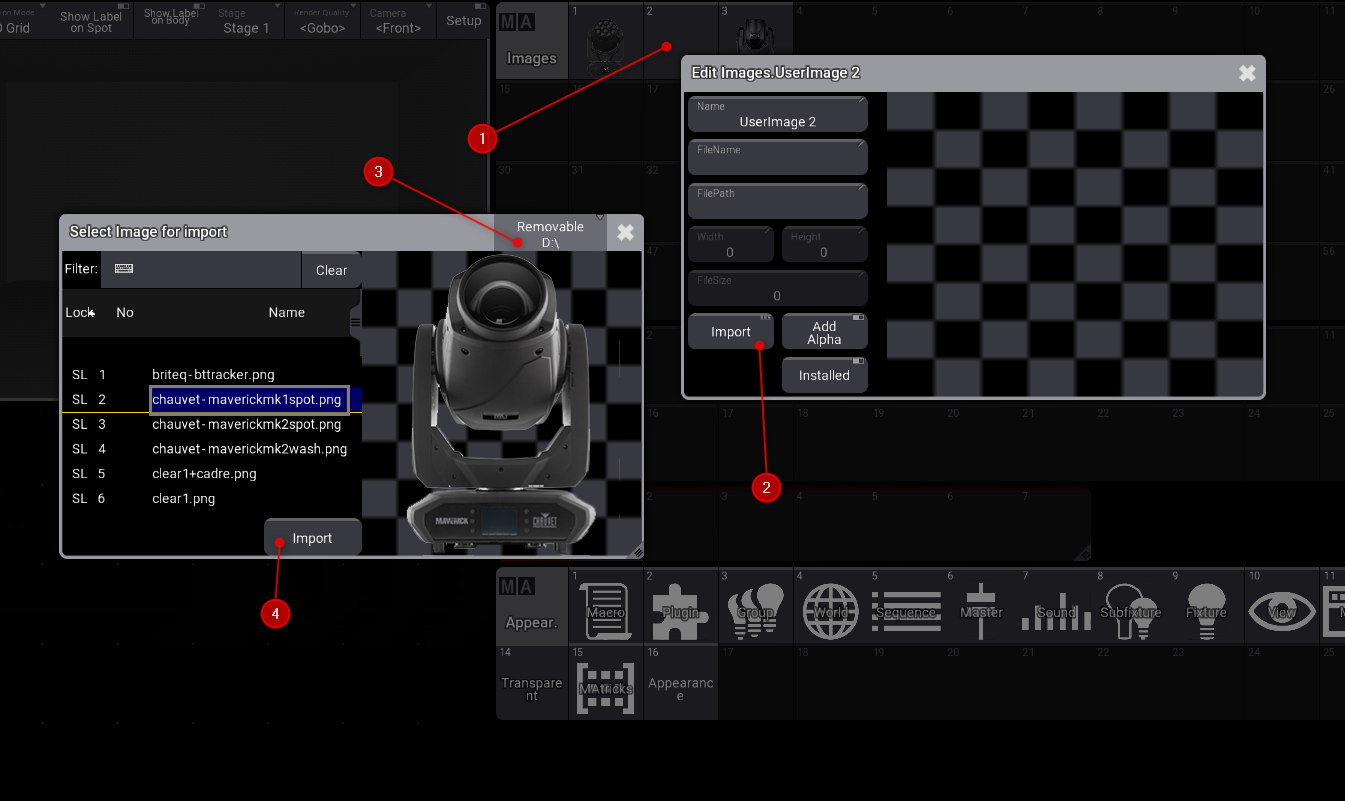 Show Label
on Spot
Show Label
on Body
Stage
Stage 1
Render Quality
<Gobo>
Camera
<Front>
Setup
on Mode
Grid
MA
Images
1
2
3
4
5
6
7
8
9
10
11
15
16
17
26
30
31
32
41
47
56
11
16
17
18
19
20
21
22
23
24
25
1
3
Edit Images.UserImage 2
Name
UserImage 2
FileName
FilePath
Width
0
Height
0
FileSize
0
Import
Add
Alpha
Installed
2
Select Image for import
Removable
D:\
Filter:
Clear
Lock
No
Name
SL 1 briteq-bttracker.png
SL 2 chauvet-maverickmk1spot.png
SL 3 chauvet-maverickmk2spot.png
SL 4 chauvet-maverickmk2wash.png
SL 5 clear1+cadre.png
SL 6 clear1.png
Import
MAVERICK
CHAUVET
4
2
3
4
5
6
7
MA
Appear.
1
Macro
2
Plugin
3
Group
4
World
5
Sequence
6
Master
7
Sound
8
Subfixture
9
Fixture
10
View
11
M
14
Transpare
nt
15
MAtricks
16
Appearanc
e
17
18
19
20
21
22
23
24
25